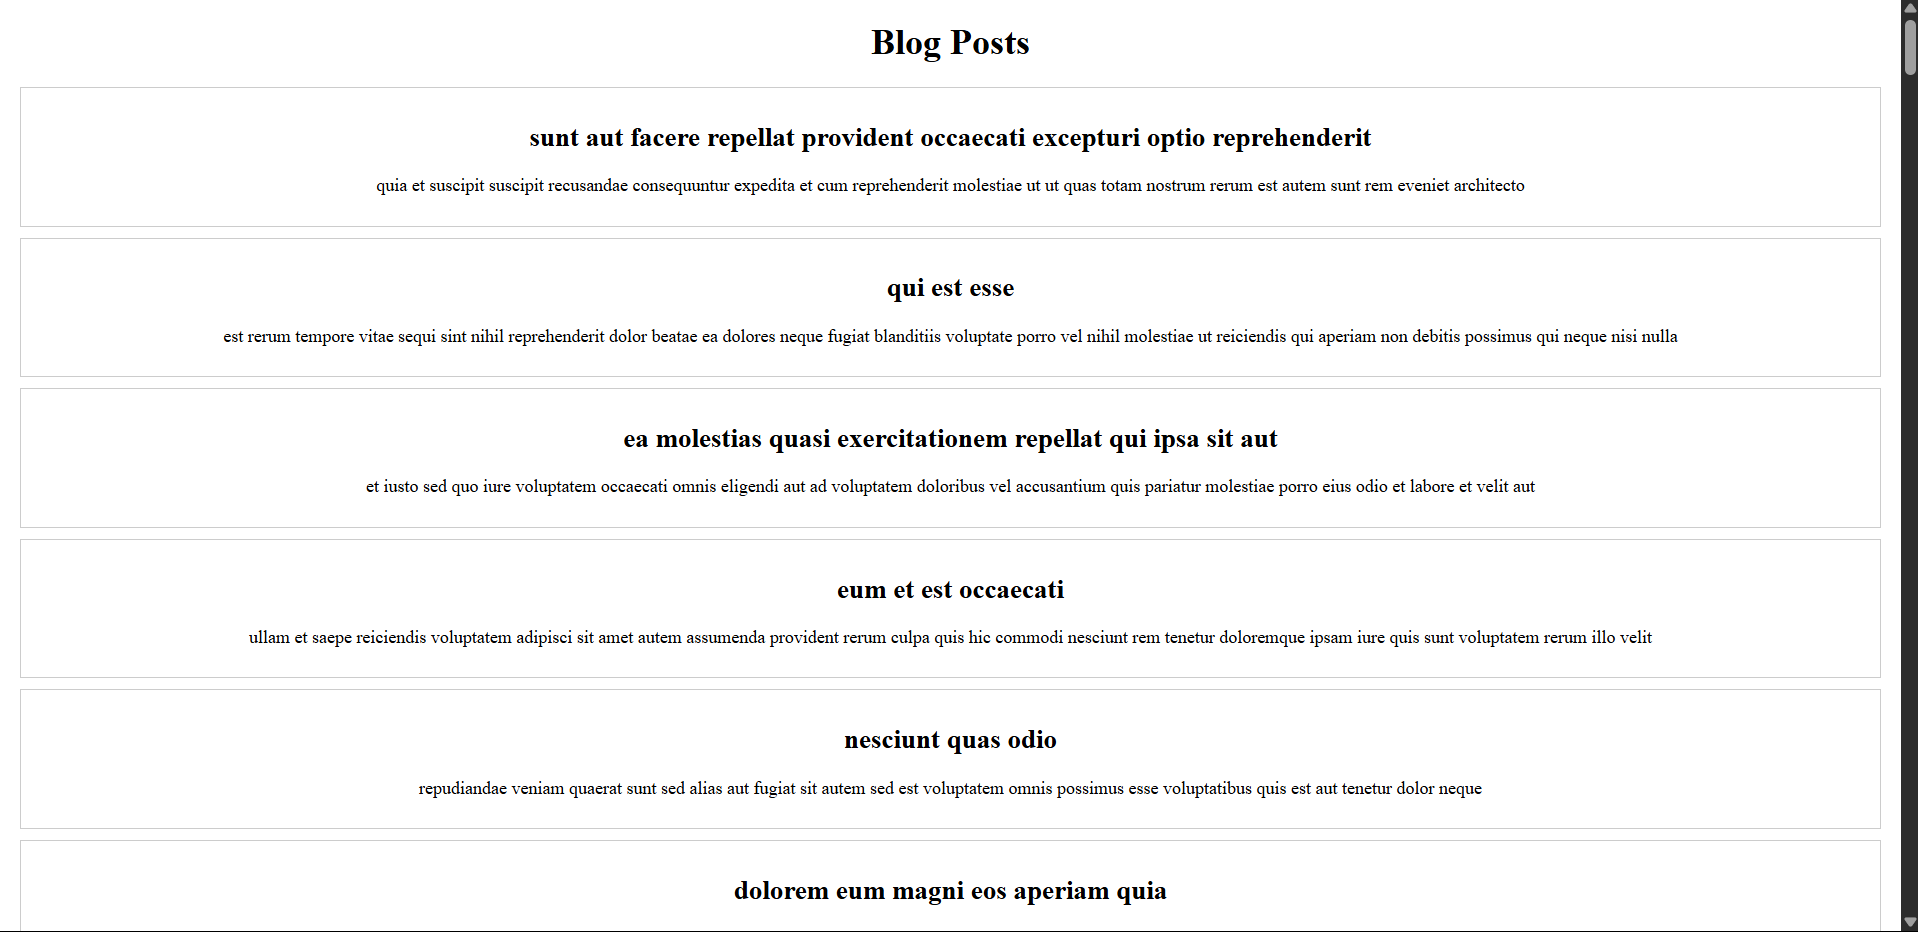 Blog Posts
sunt aut facere repellat provident occaecati excepturi optio reprehenderit
quia et suscipit suscipit recusandae consequuntur expedita et cum reprehenderit molestiae ut ut quas totam nostrum rerum est autem sunt rem eveniet architecto
qui est esse
est rerum tempore vitae sequi sint nihil reprehenderit dolor beatae ea dolores neque fugiat blanditiis voluptate porro vel nihil molestiae ut reiciendis qui aperiam non debitis possimus qui neque nisi nulla
ea molestias quasi exercitationem repellat qui ipsa sit aut
et iusto sed quo iure voluptatem occaecati omnis eligendi aut ad voluptatem doloribus vel accusantium quis pariatur molestiae porro eius odio et labore et velit aut
eum et est occaecati
ullam et saepe reiciendis voluptatem adipisci sit amet autem assumenda provident rerum culpa quis hic commodi nesciunt rem tenetur doloremque ipsam iure quis sunt voluptatem rerum illo velit
nesciunt quas odio
repudiandae veniam quaerat sunt sed alias aut fugiat sit autem sed est voluptatem omnis possimus esse voluptatibus quis est aut tenetur dolor neque
dolorem eum magni eos aperiam quia